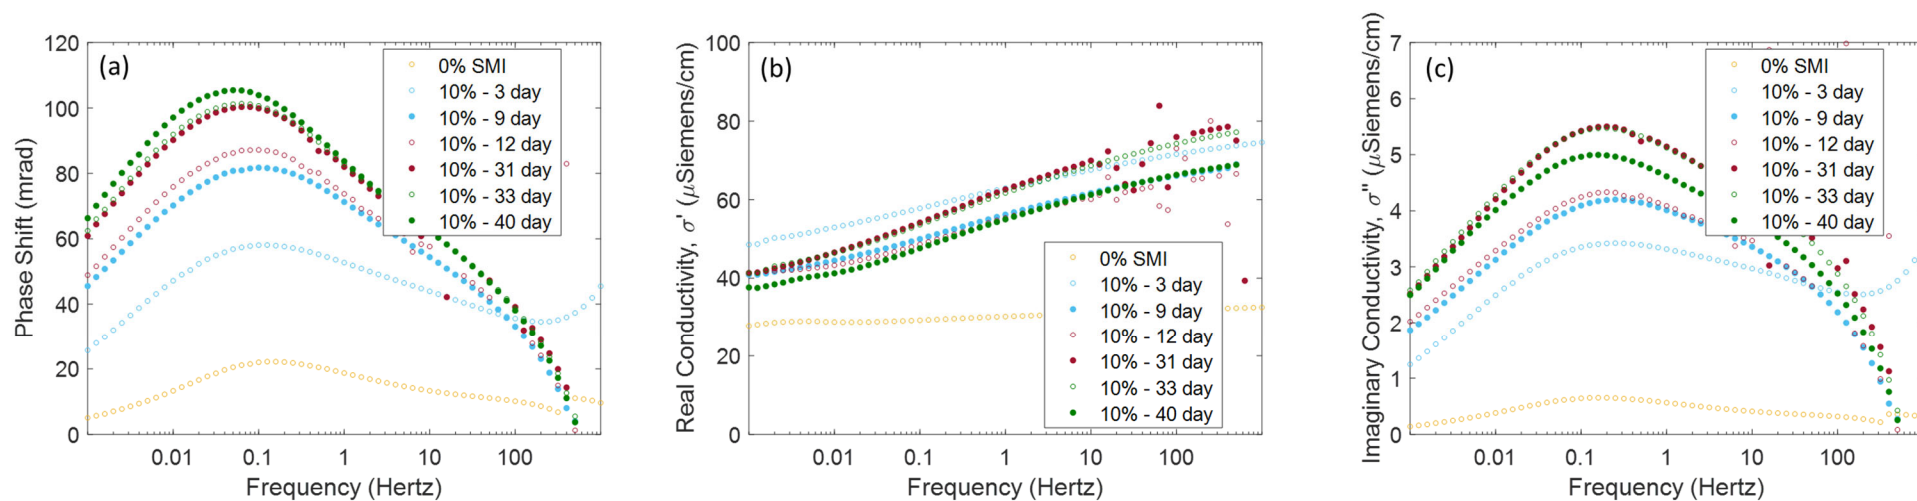 (a)
Phase Shift (mrad)
120
100
80
60
40
20
0
0.01 0.1 1 10 100
Frequency (Hertz)
0% SMI
10% - 3 day
10% - 9 day
10% - 12 day
10% - 31 day
10% - 33 day
10% - 40 day
(b)
Real Conductivity, σ' (μSiemens/cm)
100
80
60
40
20
0
0.01 0.1 1 10 100
Frequency (Hertz)
0% SMI
10% - 3 day
10% - 9 day
10% - 12 day
10% - 31 day
10% - 33 day
10% - 40 day
(c)
Imaginary Conductivity, σ'' (μSiemens/cm)
7
6
5
4
3
2
1
0
0.01 0.1 1 10 100
Frequency (Hertz)
0% SMI
10% - 3 day
10% - 9 day
10% - 12 day
10% - 31 day
10% - 33 day
10% - 40 day